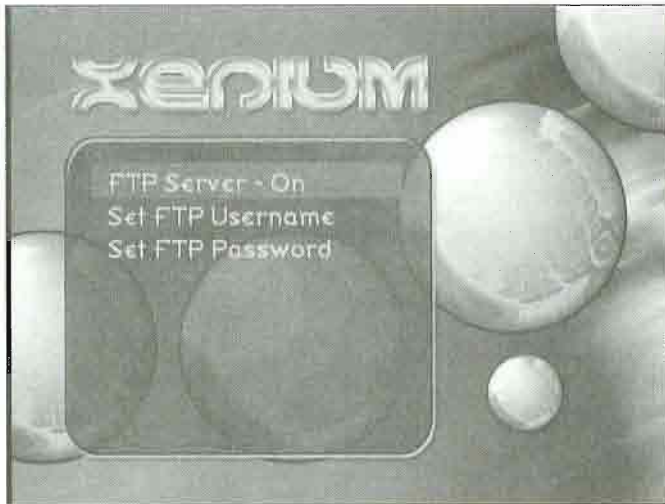 XENIUM
FTP Server - On
Set FTP Username
Set FTP Password